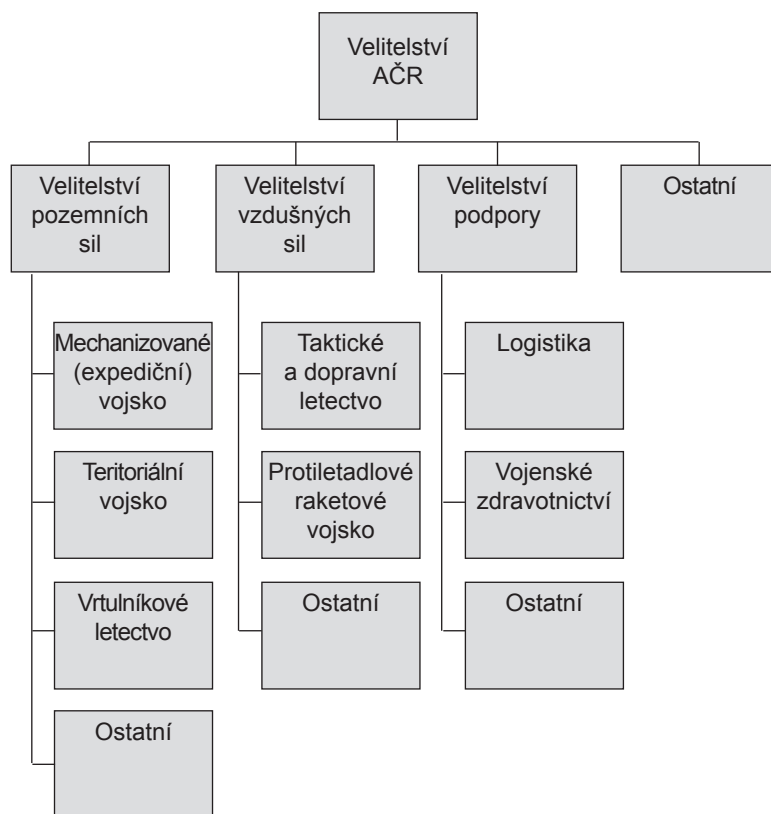 Velitelství
AČR
Velitelství
pozemních
sil
Velitelství
vzdušných
sil
Velitelství
podpory
Ostatní
Mechanizované
(expediční)
vojsko
Taktické
a dopravní
letectvo
Logistika
Teritoriální
vojsko
Protiletadlové
raketové
vojsko
Vojenské
zdravotnictví
Vrtulníkové
letectvo
Ostatní
Ostatní
Ostatní